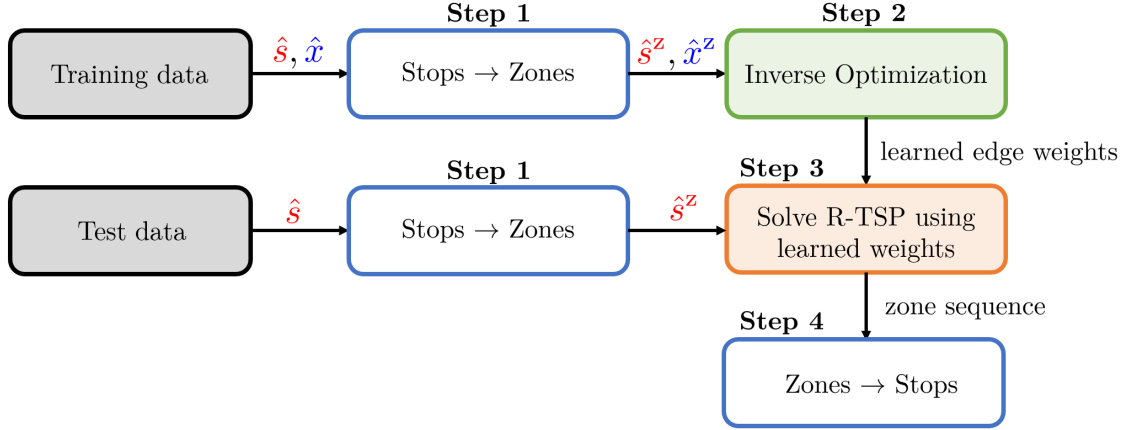 Step 1
Step 2
Training data
ŝ, x̂
Stops → Zones
ŝᶻ, x̂ᶻ
Inverse Optimization
learned edge weights
Step 1
Step 3
Test data
ŝ
Stops → Zones
ŝᶻ
Solve R-TSP using
learned weights
zone sequence
Step 4
Zones → Stops